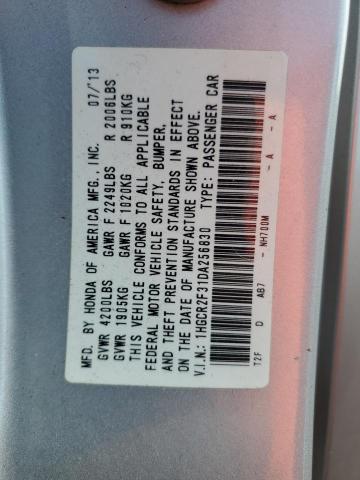 MFD. BY HONDA OF AMERICA MFG., INC. 07/13
GVWR 4200LBS GAWR F 2249LBS R 2006LBS
GVWR 1905KG GAWR F 1020KG R 910KG
THIS VEHICLE CONFORMS TO ALL APPLICABLE
FEDERAL MOTOR VEHICLE SAFETY, BUMPER,
AND THEFT PREVENTION STANDARDS IN EFFECT
ON THE DATE OF MANUFACTURE SHOWN ABOVE.
V.I.N.: 1HGCR2F31DA256830 TYPE: PASSENGER CAR
T2F D AB7 - NH700M - A - A